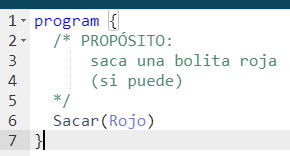 1 program {
2 /* PROPÓSITO:
3 saca una bolita roja
4 (si puede)
5 */
6 Sacar(Rojo)
7 }